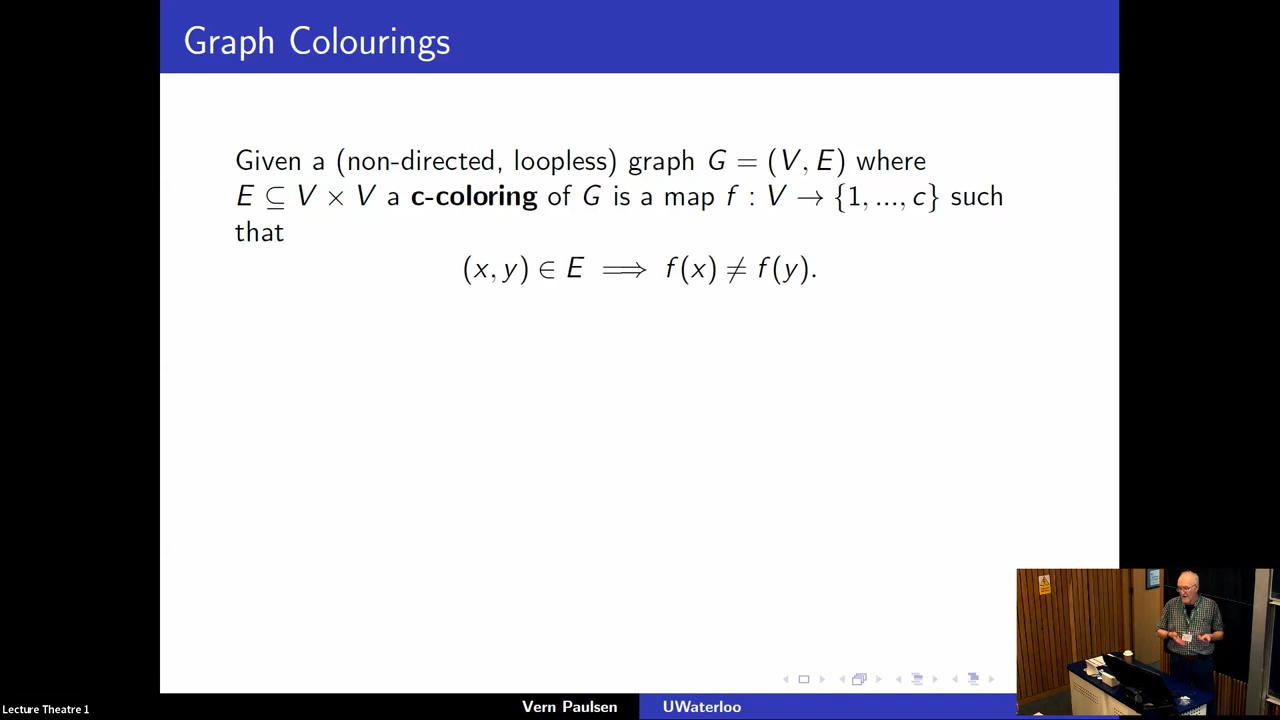 Graph Colourings
Given a (non-directed, loopless) graph G = (V, E) where
E ⊆ V × V a c-coloring of G is a map f : V → {1, ..., c} such
that
(x, y) ∈ E ⟹ f(x) ≠ f(y).
Vern Paulsen
UWaterloo
Lecture Theatre 1